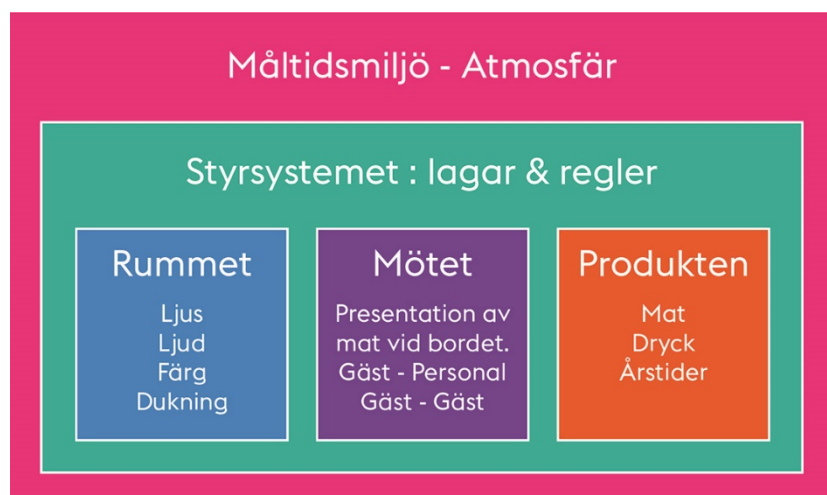 Måltidsmiljö - Atmosfär
Styrsystemet : lagar & regler
Rummet
Ljus
Ljud
Färg
Dukning
Mötet
Presentation av
mat vid bordet.
Gäst - Personal
Gäst - Gäst
Produkten
Mat
Dryck
Årstider